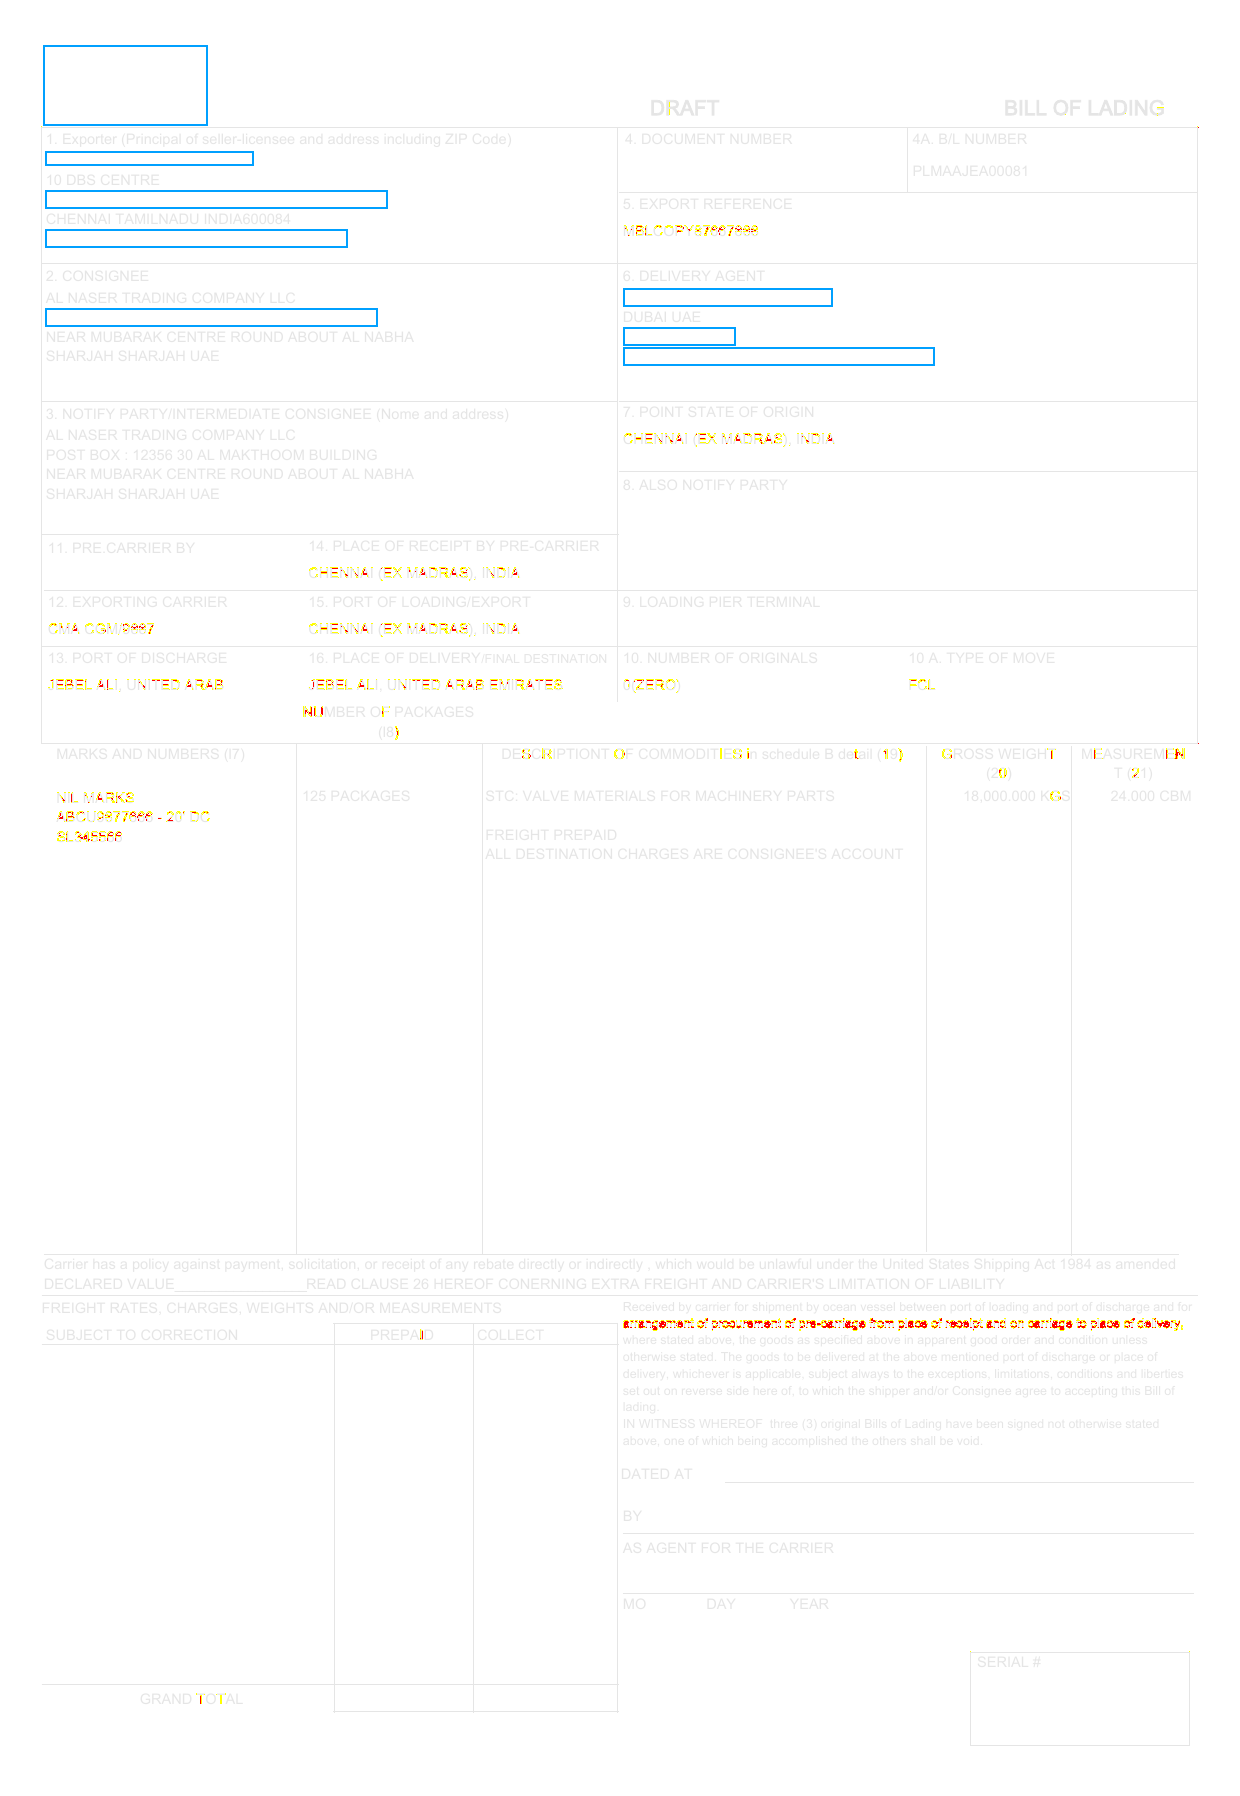 DRAFT
BILL OF LADING
1. Exporter (Principal of seller-licensee and address including ZIP Code)
10 DBS CENTRE
CHENNAI TAMILNADU INDIA600084
4. DOCUMENT NUMBER
4A. B/L NUMBER
PLMAAJEA00081
5. EXPORT REFERENCE
2. CONSIGNEE
AL NASER TRADING COMPANY LLC
NEAR MUBARAK CENTRE ROUND ABOUT AL NABHA
SHARJAH SHARJAH UAE
6. DELIVERY AGENT
DUBAI UAE
3. NOTIFY PARTY/INTERMEDIATE CONSIGNEE (Nome and address)
AL NASER TRADING COMPANY LLC
POST BOX : 12356 30 AL MAKTHOOM BUILDING
NEAR MUBARAK CENTRE ROUND ABOUT AL NABHA
SHARJAH SHARJAH UAE
7. POINT STATE OF ORIGIN
CHENNAI (EX MADRAS), INDIA
8. ALSO NOTIFY PARTY
11. PRE.CARRIER BY
14. PLACE OF RECEIPT BY PRE-CARRIER
CHENNAI (EX MADRAS), INDIA
12. EXPORTING CARRIER
CMA
15. PORT OF LOADING/EXPORT
CHENNAI (EX MADRAS), INDIA
9. LOADING PIER TERMINAL
13. PORT OF DISCHARGE
JEBEL ALI, UNITED ARAB
16. PLACE OF DELIVERY/FINAL DESTINATION
JEBEL ALI, UNITED ARAB EMIRATES
10. NUMBER OF ORIGINALS
0(ZERO)
10 A. TYPE OF MOVE
FCL
NUMBER OF PACKAGES
(I8)
MARKS AND NUMBERS (I7)
DESCRIPTIONT OF COMMODITIES in schedule B detail (19)
GROSS WEIGHT
(20)
MEASUREMEN
T. (21)
NIL MARKS
- 20' DC
125 PACKAGES
STC: VALVE MATERIALS FOR MACHINERY PARTS
18,000.000 KGS
24.000 CBM
FREIGHT PREPAID
ALL DESTINATION CHARGES ARE CONSIGNEE'S ACCOUNT
Carrier has a policy against payment, solicitation, or receipt of any rebate directly or indirectly , which would be unlawful under the United States Shipping Act 1984 as amended
DECLARED VALUE_________________READ CLAUSE 26 HEREOF CONERNING EXTRA FREIGHT AND CARRIER'S LIMITATION OF LIABILITY
FREIGHT RATES, CHARGES, WEIGHTS AND/OR MEASUREMENTS
SUBJECT TO CORRECTION
PREPAID
COLLECT
GRAND TOTAL
Received by carrier for shipment by ocean vessel between port of loading and port of discharge and for
arrangement of procurement of pre-carriage from place of receipt and on carriage to place of delivery,
where stated above, the goods as specified above in apparent good order and condition unless
otherwise stated. The goods to be delivered at the above mentioned port of discharge or place of
delivery, whichever is applicable, subject always to the exceptions, limitations, conditions and liberties
set out on reverse side here of, to which the shipper and/or Consignee agree to accepting this Bill of
lading.
IN WITNESS WHEREOF three (3) original Bills of Lading have been signed not otherwise stated
above, one of which being accomplished the others shall be void.
DATED AT
BY
AS AGENT FOR THE CARRIER
MO DAY YEAR
SERIAL #